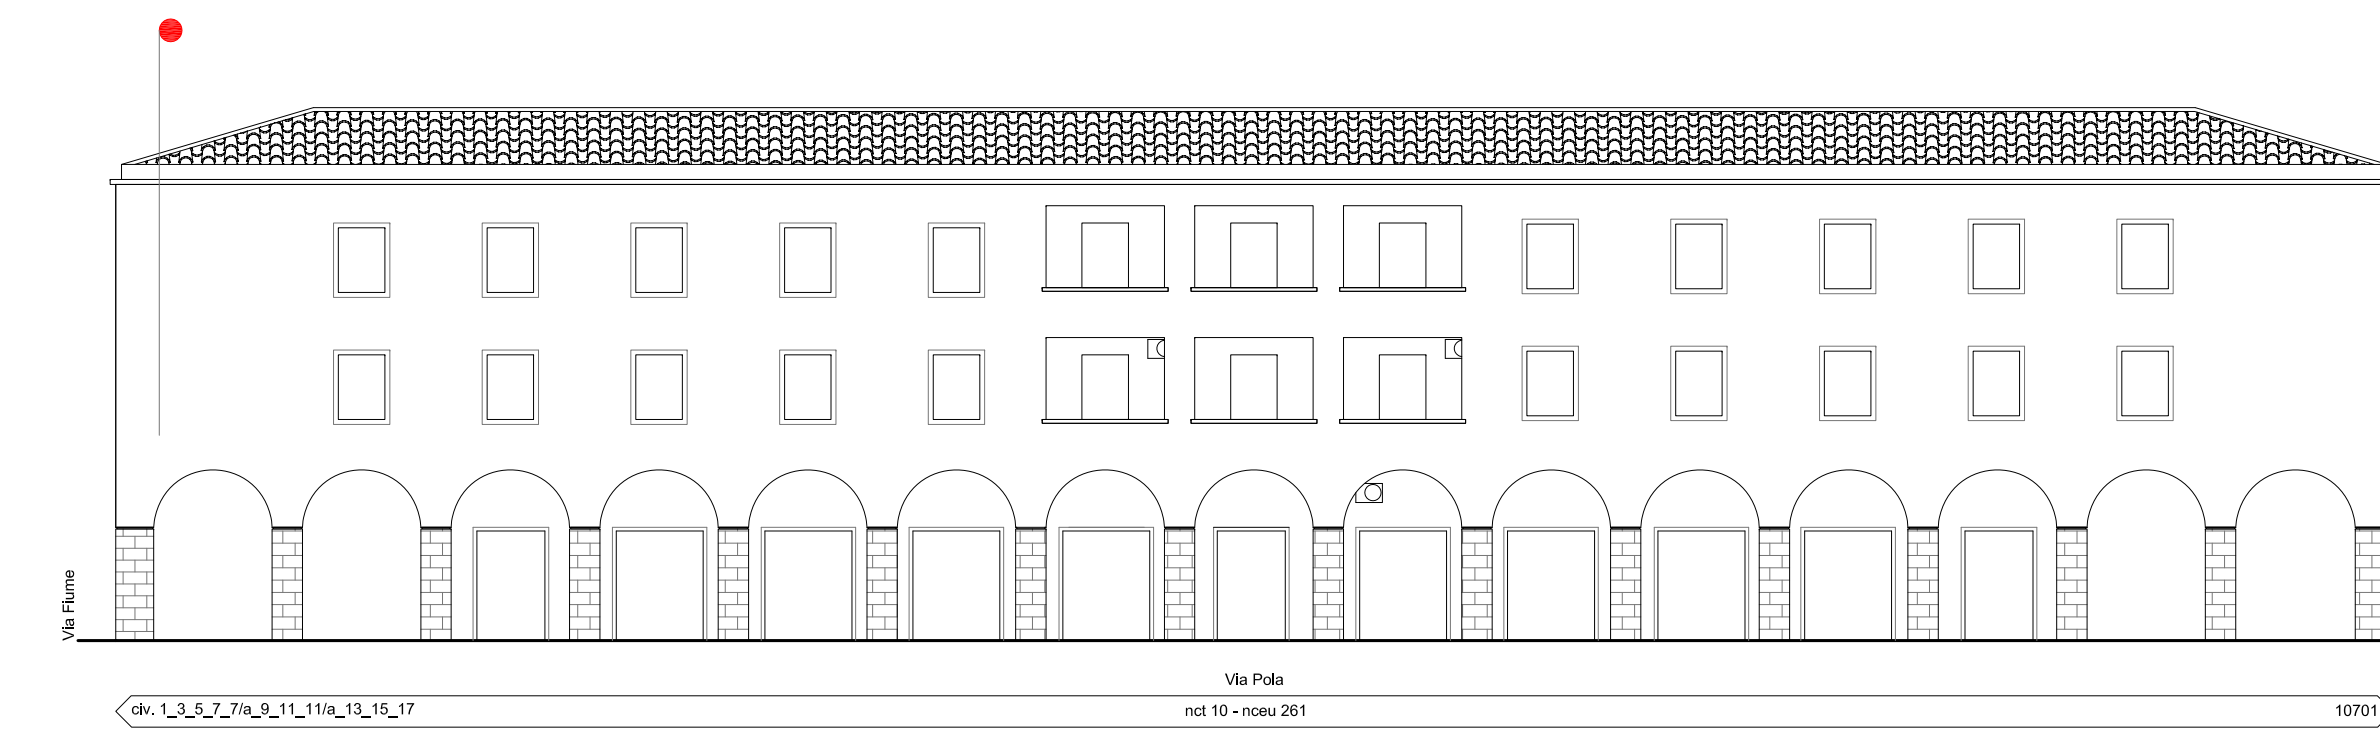 Via Fiume
Via Pola
civ. 1_3_5_7_7/a_9_11_11/a_13_15_17
nct 10 - nceu 261
10701